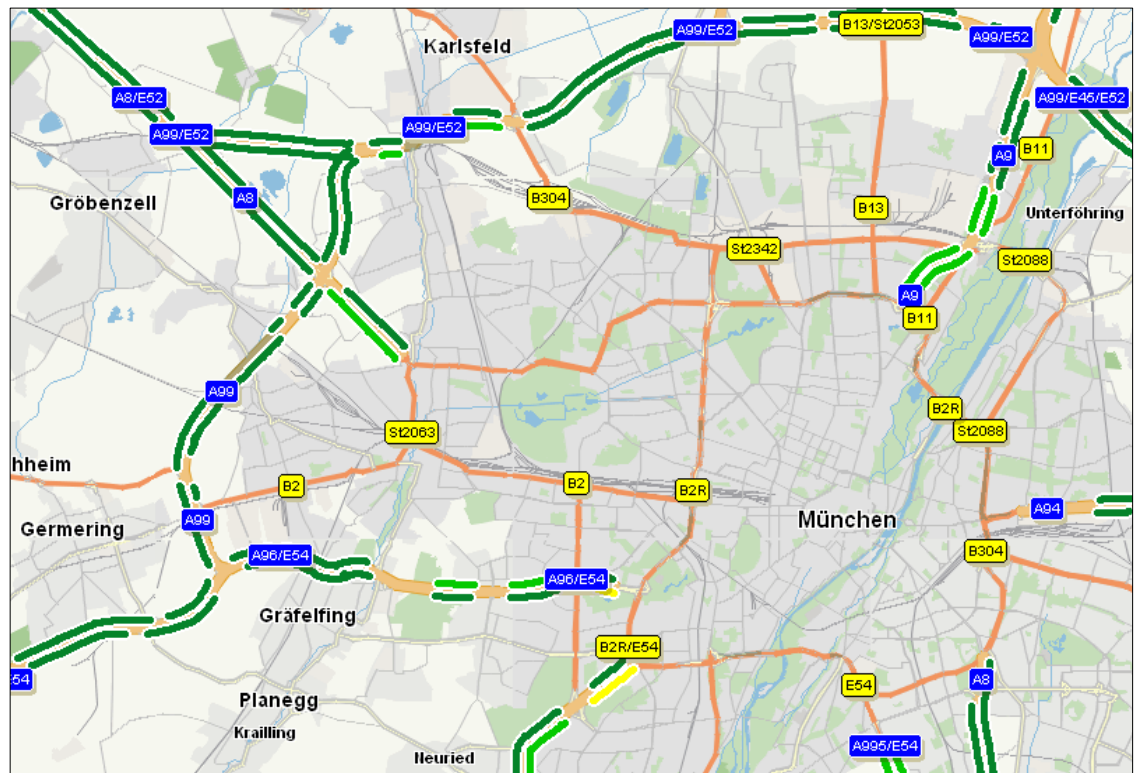 A99/E52
B13/St2053
A99/E52
Karlsfeld
A8/E52
A99/E45/E52
A99/E52
A99/E52
A9
B11
Gröbenzell
A8
B304
B13
Unterföhring
St2342
St2088
A9
B11
A99
B2R
St2063
St2088
hheim
B2
B2
B2R
A94
Germering
A99
München
A96/E54
B304
A96/E54
Gräfelfing
B2R/E54
E54
E54
A8
Planegg
Krailling
A995/E54
Neuried